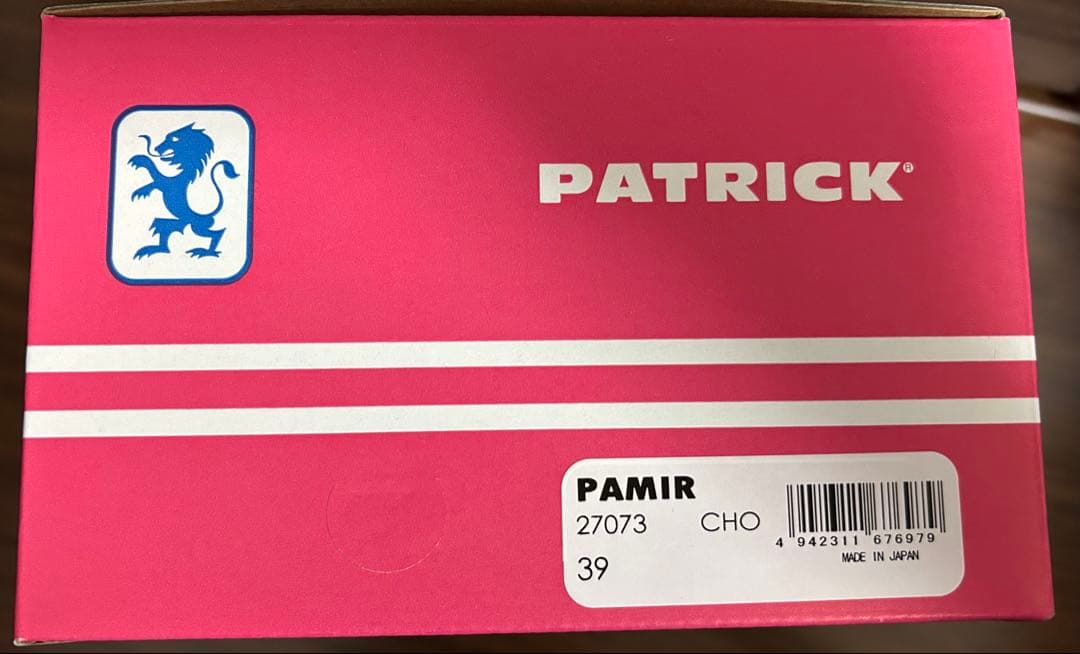 PATRICK®
PAMIR
27073 CHO
39
4 942311 676979
MADE IN JAPAN